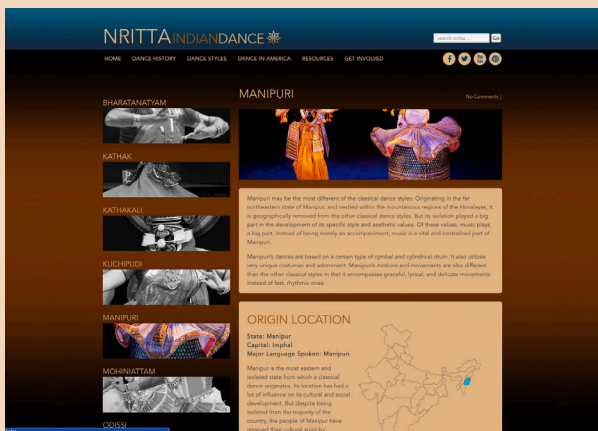 NRITTA INDIANDANCE
search nritta ... Go
HOME DANCE HISTORY DANCE STYLES DANCE IN AMERICA RESOURCES GET INVOLVED
BHARATANATYAM
KATHAK
KATHAKALI
KUCHIPUDI
MANIPURI
MOHINIATTAM
ODISSI
MANIPURI
No Comments ;
Manipuri may be the most different of the classical dance styles. Originating in the far
northeastern state of Manipur, and nestled within the mountainous regions of the Himalayas, it
is geographically removed from the other classical dance styles. But its isolation played a big
part in the development of its specific style and aesthetic values. Of these values, music plays
a big part. Instead of being merely an accompaniment, music is a vital and centralized part of
Manipuri.
Manipuri's dances are based on a certain type of cymbal and cylindrical drum. It also utilizes
very unique costumes and adornment. Manipuri's motions and movements are also different
than the other classical styles in that it encompasses graceful, lyrical, and delicate movements
instead of fast, rhythmic ones.
ORIGIN LOCATION
State: Manipur
Capital: Imphal
Major Language Spoken: Manipuri
Manipur is the most eastern and
isolated state from which a classical
dance originates. Its location has had a
lot of influence on its cultural and social
development. But despite being
isolated from the majority of the
country, the people of Manipur have
retained their cultural spirit by